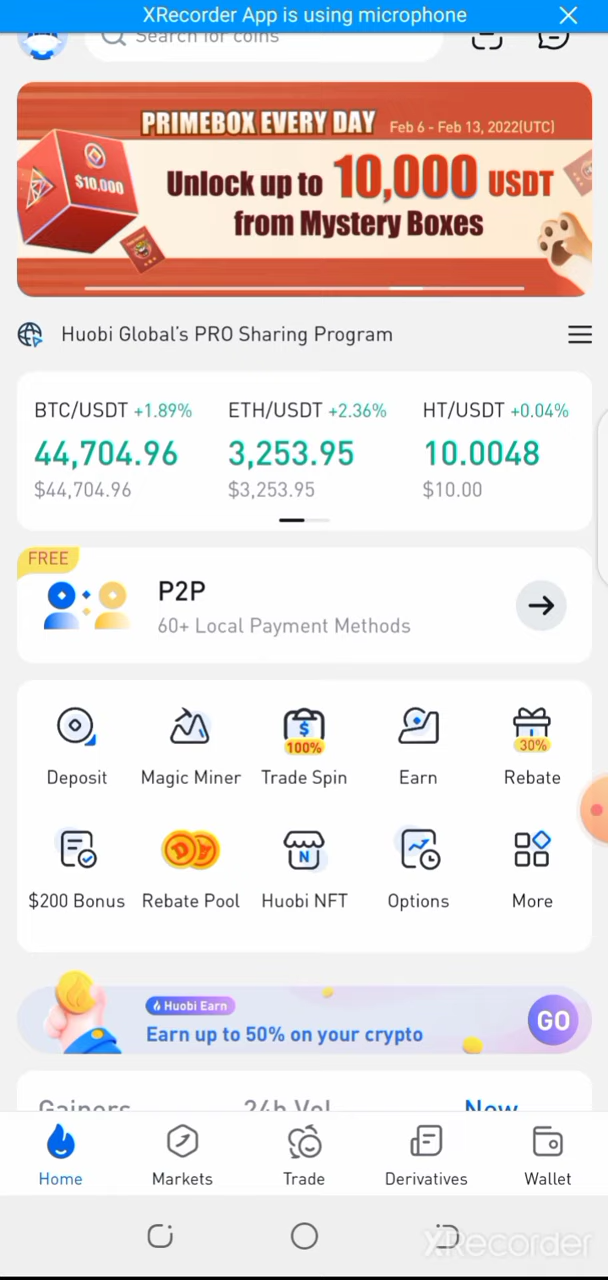 XRecorder App is using microphone
Search for coins
PRIMEBOX EVERY DAY Feb 6 - Feb 13, 2022(UTC)
$10,000
Unlock up to 10,000 USDT
from Mystery Boxes
Huobi Global's PRO Sharing Program
BTC/USDT +1.89% ETH/USDT +2.36% HT/USDT +0.04%
44,704.96 3,253.95 10.0048
$44,704.96 $3,253.95 $10.00
FREE
P2P
60+ Local Payment Methods
$
100%
30%
Deposit Magic Miner Trade Spin Earn Rebate
N
$200 Bonus Rebate Pool Huobi NFT Options More
Huobi Earn
Earn up to 50% on your crypto
GO
Gainers 24h Vol New
Home Markets Trade Derivatives Wallet
XRecorder